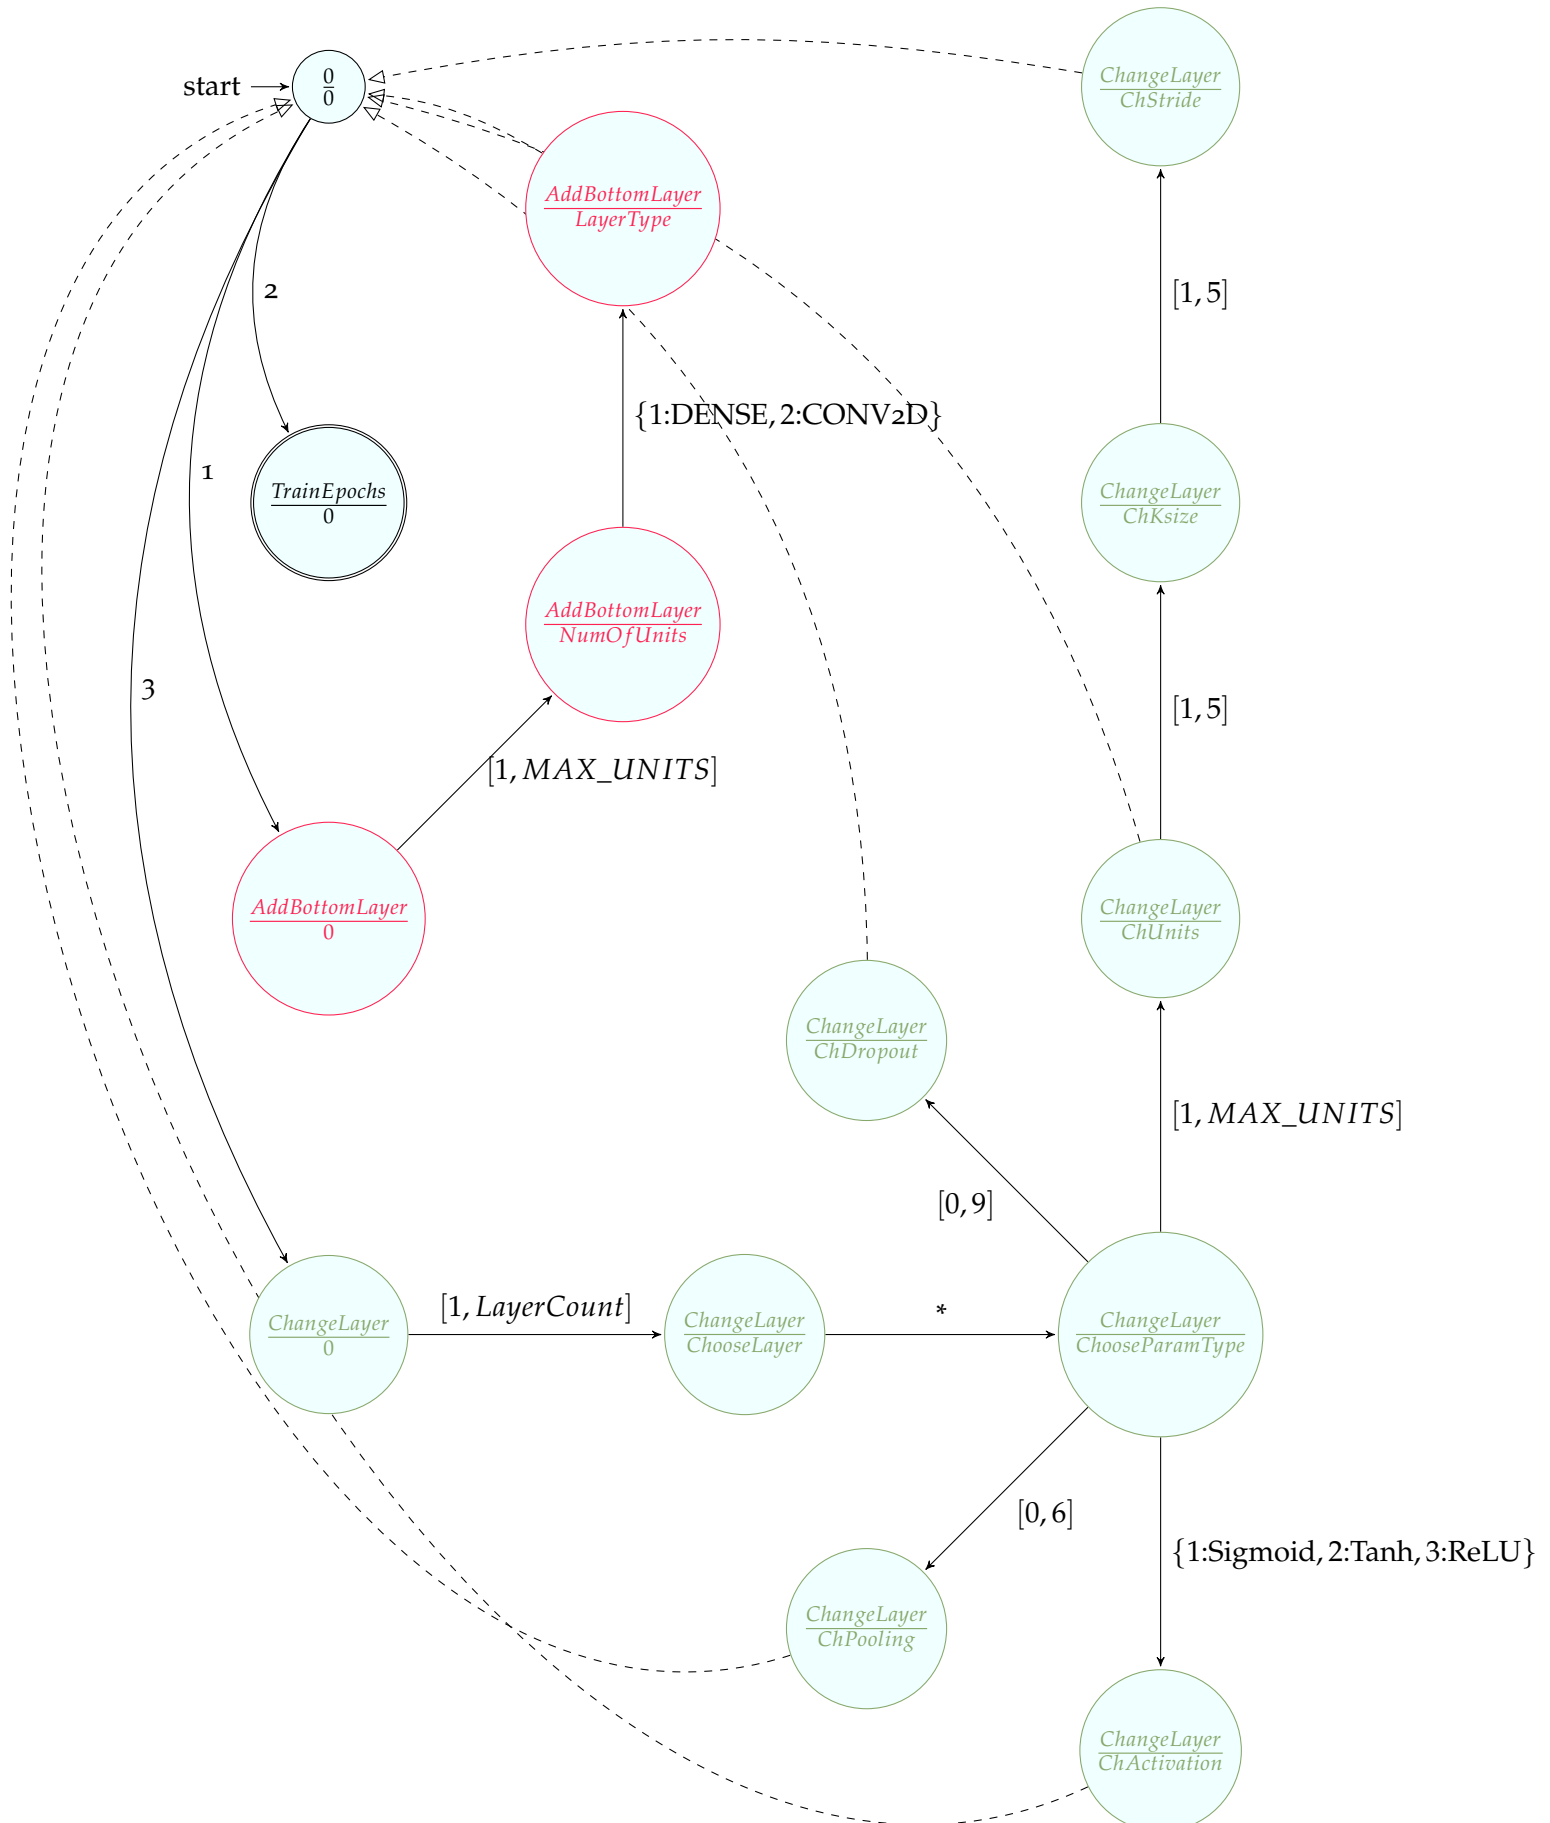 start
0
0
ChangeLayer
ChStride
AddBottomLayer
LayerType
2
[1, 5]
{1:DENSE, 2:CONV2D}
1
TrainEpochs
0
ChangeLayer
ChKsize
AddBottomLayer
NumOfUnits
3
[1, 5]
[1, MAX_UNITS]
AddBottomLayer
0
ChangeLayer
ChUnits
ChangeLayer
ChDropout
[1, MAX_UNITS]
[0, 9]
[1, LayerCount]
*
ChangeLayer
0
ChangeLayer
ChooseLayer
ChangeLayer
ChooseParamType
[0, 6]
{1:Sigmoid, 2:Tanh, 3:ReLU}
ChangeLayer
ChPooling
ChangeLayer
ChActivation